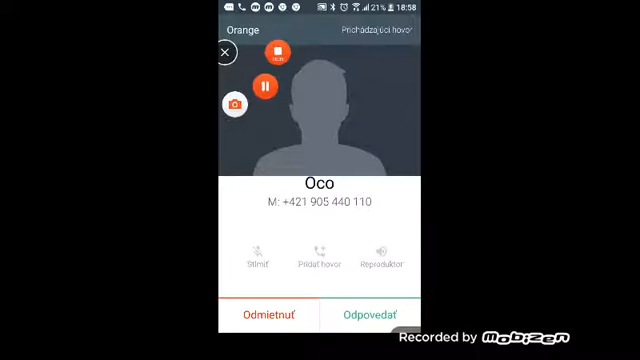 21% 18:58
Orange Prichádzajúci hovor
Oco
M: +421 905 440 110
Stlmiť Pridať hovor Reproduktor
Odmietnuť Odpovedať
Recorded by MOBIZEN